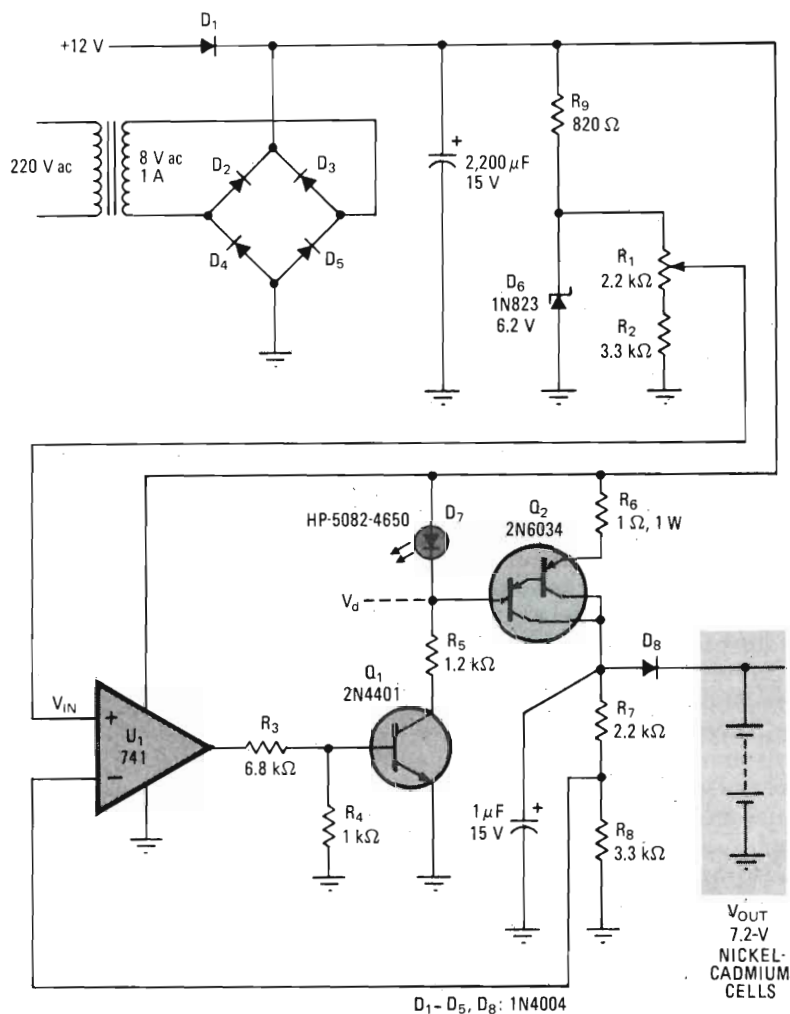 D1
+12 V
R9
820 Ω
+
2,200 µF
15 V
220 V ac
8 V ac
1 A
D2
D3
D4
D5
R1
2.2 kΩ
D6
1N823
6.2 V
R2
3.3 kΩ
HP-5082-4650
D7
Q2
2N6034
R6
1 Ω, 1 W
Vd
R5
1.2 kΩ
D8
Q1
2N4401
VIN
+
U1
741
−
R3
6.8 kΩ
R7
2.2 kΩ
R4
1 kΩ
1 µF
15 V
+
R8
3.3 kΩ
VOUT
7.2-V
NICKEL-
CADMIUM
CELLS
D1– D5, D8: 1N4004